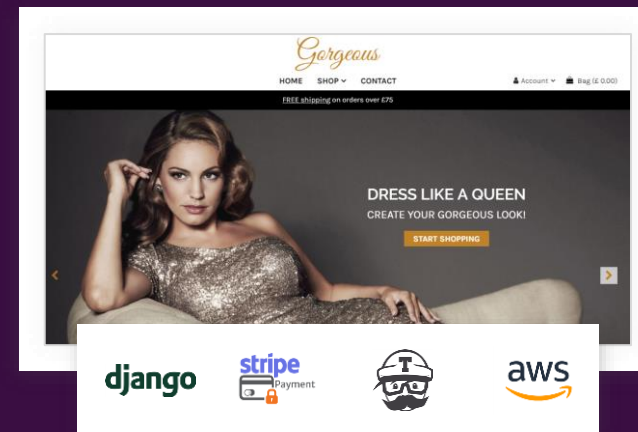 Gorgeous
HOME SHOP CONTACT
Account Bag (£ 0.00)
FREE shipping on orders over £75
DRESS LIKE A QUEEN
CREATE YOUR GORGEOUS LOOK!
START SHOPPING
django
stripe
Payment
T
aws